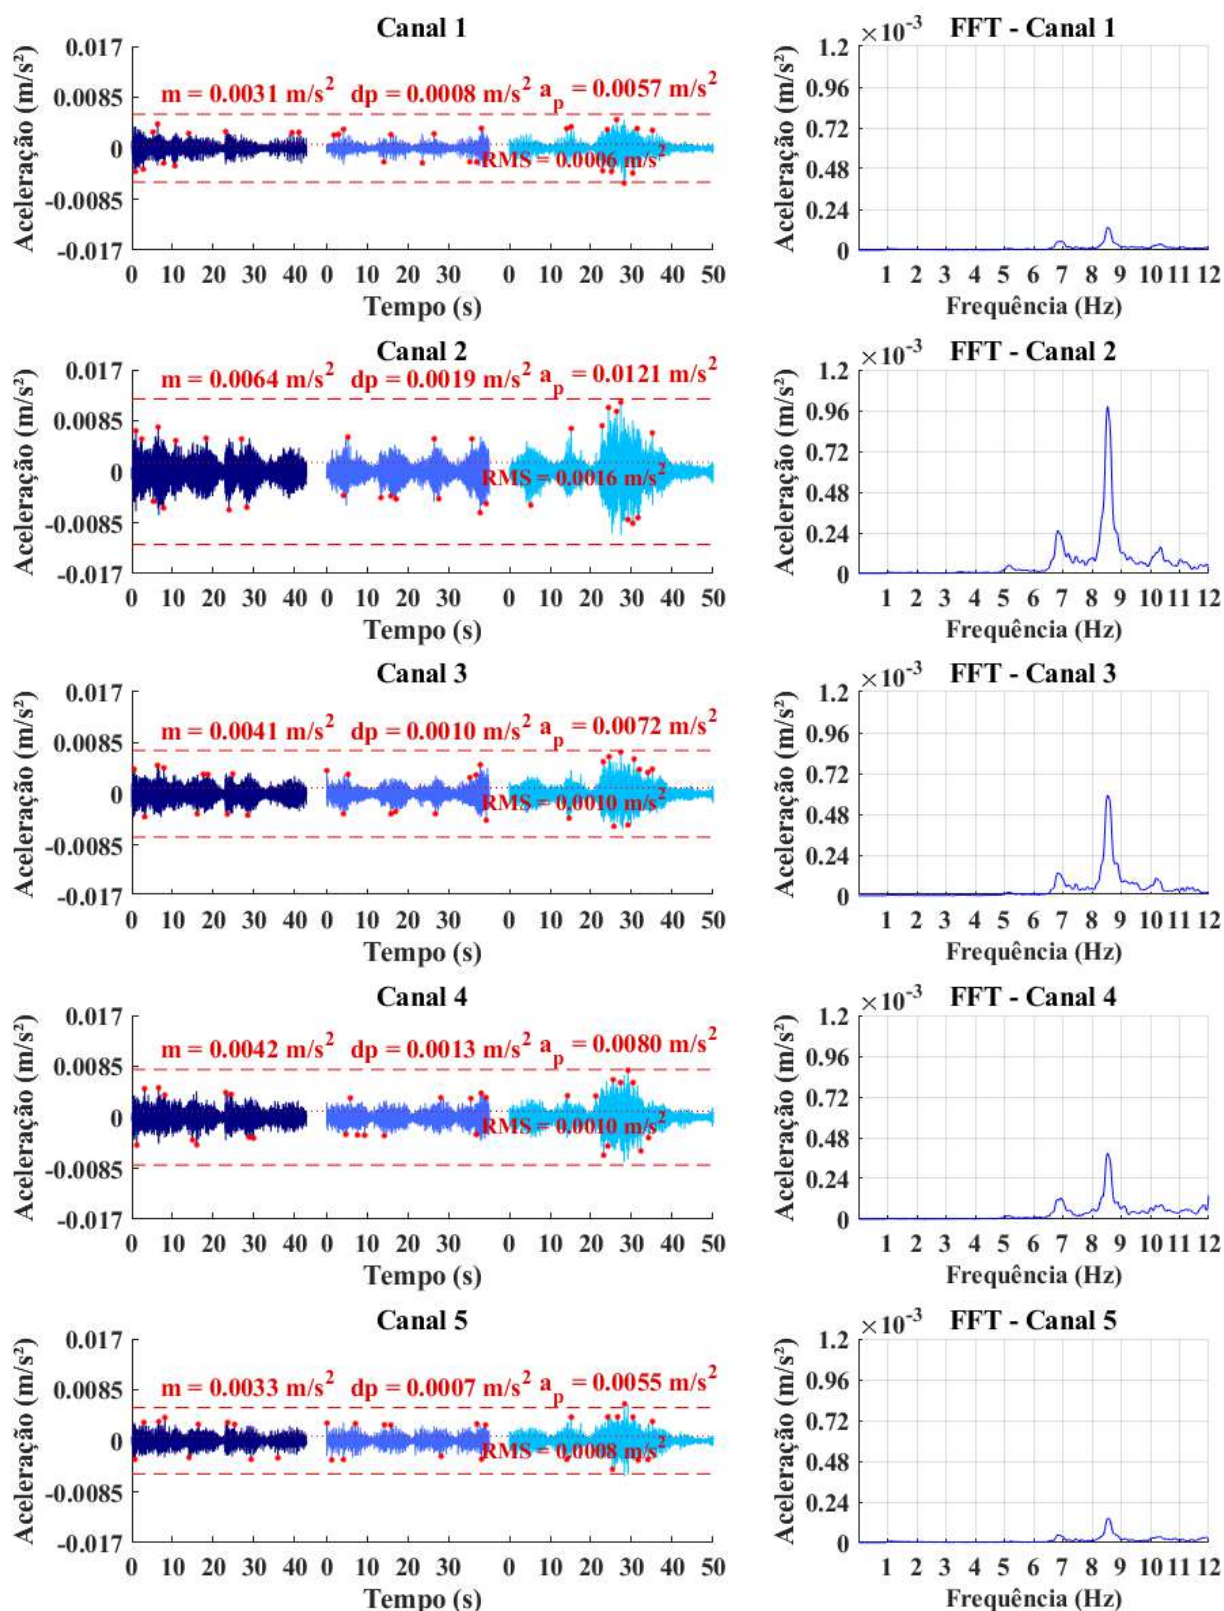 Canal 1
Aceleração (m/s²)
0.017
0.0085
0
-0.0085
-0.017
m = 0.0031 m/s² dp = 0.0008 m/s² aₚ = 0.0057 m/s²
RMS = 0.0006 m/s²
0 10 20 30 40 0 10 20 30 0 10 20 30 40 50
Tempo (s)
×10⁻³ FFT - Canal 1
Aceleração (m/s²)
1.2
0.96
0.72
0.48
0.24
0
1 2 3 4 5 6 7 8 9 10 11 12
Frequência (Hz)
Canal 2
Aceleração (m/s²)
0.017
0.0085
0
-0.0085
-0.017
m = 0.0064 m/s² dp = 0.0019 m/s² aₚ = 0.0121 m/s²
RMS = 0.0016 m/s²
0 10 20 30 40 0 10 20 30 0 10 20 30 40 50
Tempo (s)
×10⁻³ FFT - Canal 2
Aceleração (m/s²)
1.2
0.96
0.72
0.48
0.24
0
1 2 3 4 5 6 7 8 9 10 11 12
Frequência (Hz)
Canal 3
Aceleração (m/s²)
0.017
0.0085
0
-0.0085
-0.017
m = 0.0041 m/s² dp = 0.0010 m/s² aₚ = 0.0072 m/s²
RMS = 0.0010 m/s²
0 10 20 30 40 0 10 20 30 0 10 20 30 40 50
Tempo (s)
×10⁻³ FFT - Canal 3
Aceleração (m/s²)
1.2
0.96
0.72
0.48
0.24
0
1 2 3 4 5 6 7 8 9 10 11 12
Frequência (Hz)
Canal 4
Aceleração (m/s²)
0.017
0.0085
0
-0.0085
-0.017
m = 0.0042 m/s² dp = 0.0013 m/s² aₚ = 0.0080 m/s²
RMS = 0.0010 m/s²
0 10 20 30 40 0 10 20 30 0 10 20 30 40 50
Tempo (s)
×10⁻³ FFT - Canal 4
Aceleração (m/s²)
1.2
0.96
0.72
0.48
0.24
0
1 2 3 4 5 6 7 8 9 10 11 12
Frequência (Hz)
Canal 5
Aceleração (m/s²)
0.017
0.0085
0
-0.0085
-0.017
m = 0.0033 m/s² dp = 0.0007 m/s² aₚ = 0.0055 m/s²
RMS = 0.0008 m/s²
0 10 20 30 40 0 10 20 30 0 10 20 30 40 50
Tempo (s)
×10⁻³ FFT - Canal 5
Aceleração (m/s²)
1.2
0.96
0.72
0.48
0.24
0
1 2 3 4 5 6 7 8 9 10 11 12
Frequência (Hz)